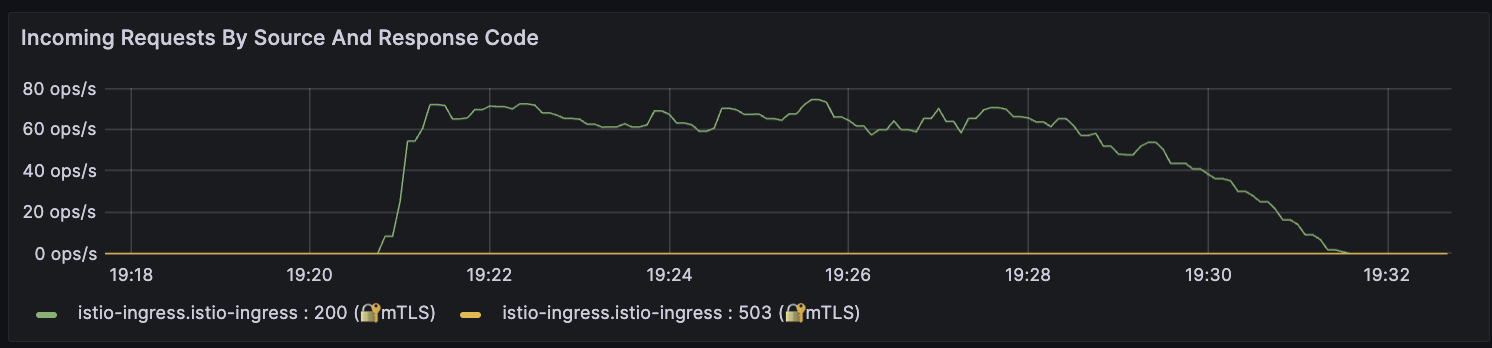 Incoming Requests By Source And Response Code
80 ops/s
60 ops/s
40 ops/s
20 ops/s
0 ops/s
19:18 19:20 19:22 19:24 19:26 19:28 19:30 19:32
istio-ingress.istio-ingress : 200 (🔐mTLS) istio-ingress.istio-ingress : 503 (🔐mTLS)